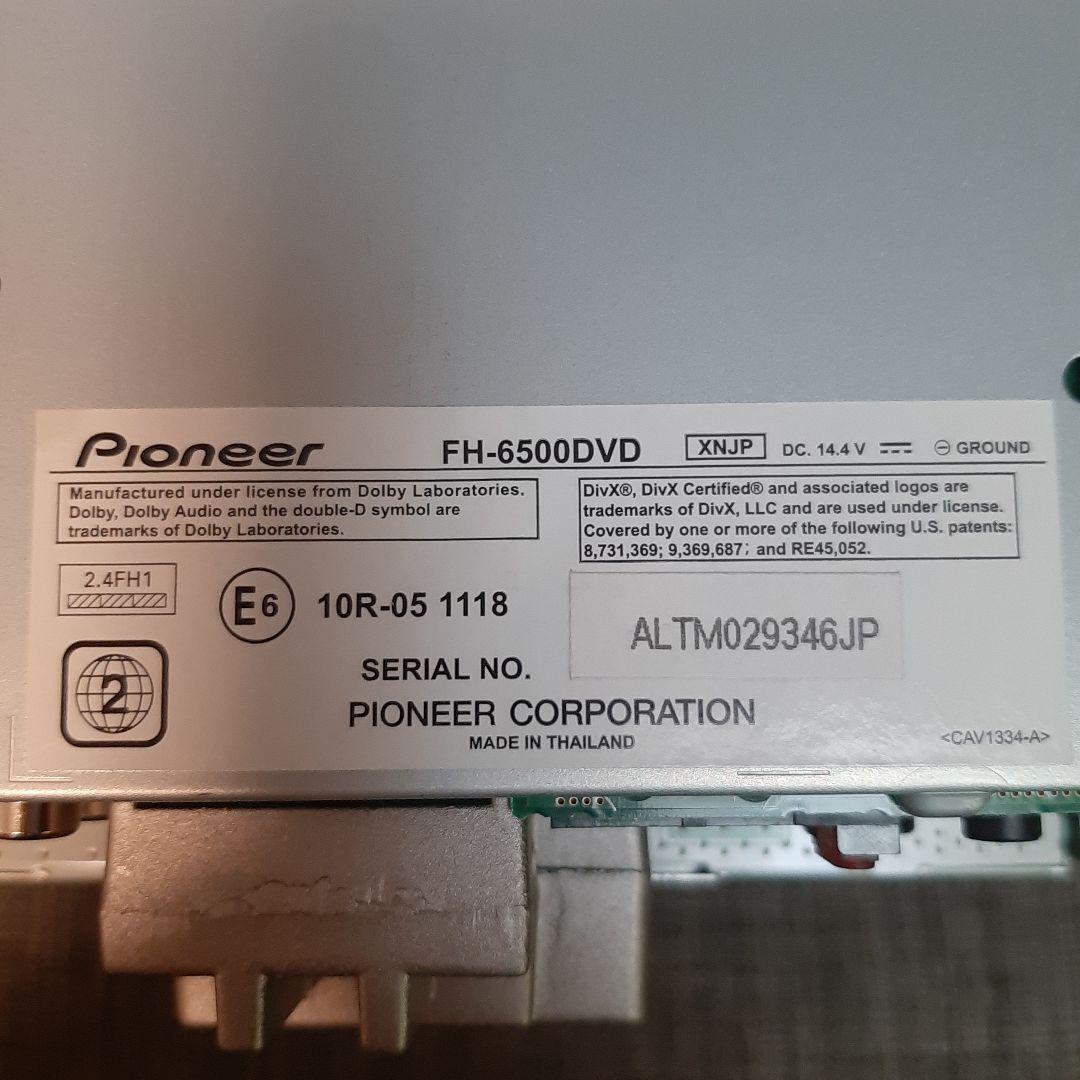 Pioneer FH-6500DVD XNJP DC. 14.4 V ⊖ GROUND
Manufactured under license from Dolby Laboratories.
Dolby, Dolby Audio and the double-D symbol are
trademarks of Dolby Laboratories.
DivX®, DivX Certified® and associated logos are
trademarks of DivX, LLC and are used under license.
Covered by one or more of the following U.S. patents:
8,731,369; 9,369,687; and RE45,052.
2.4FH1
E6 10R-05 1118
2
SERIAL NO. ALTM029346JP
PIONEER CORPORATION
MADE IN THAILAND
<CAV1334-A>